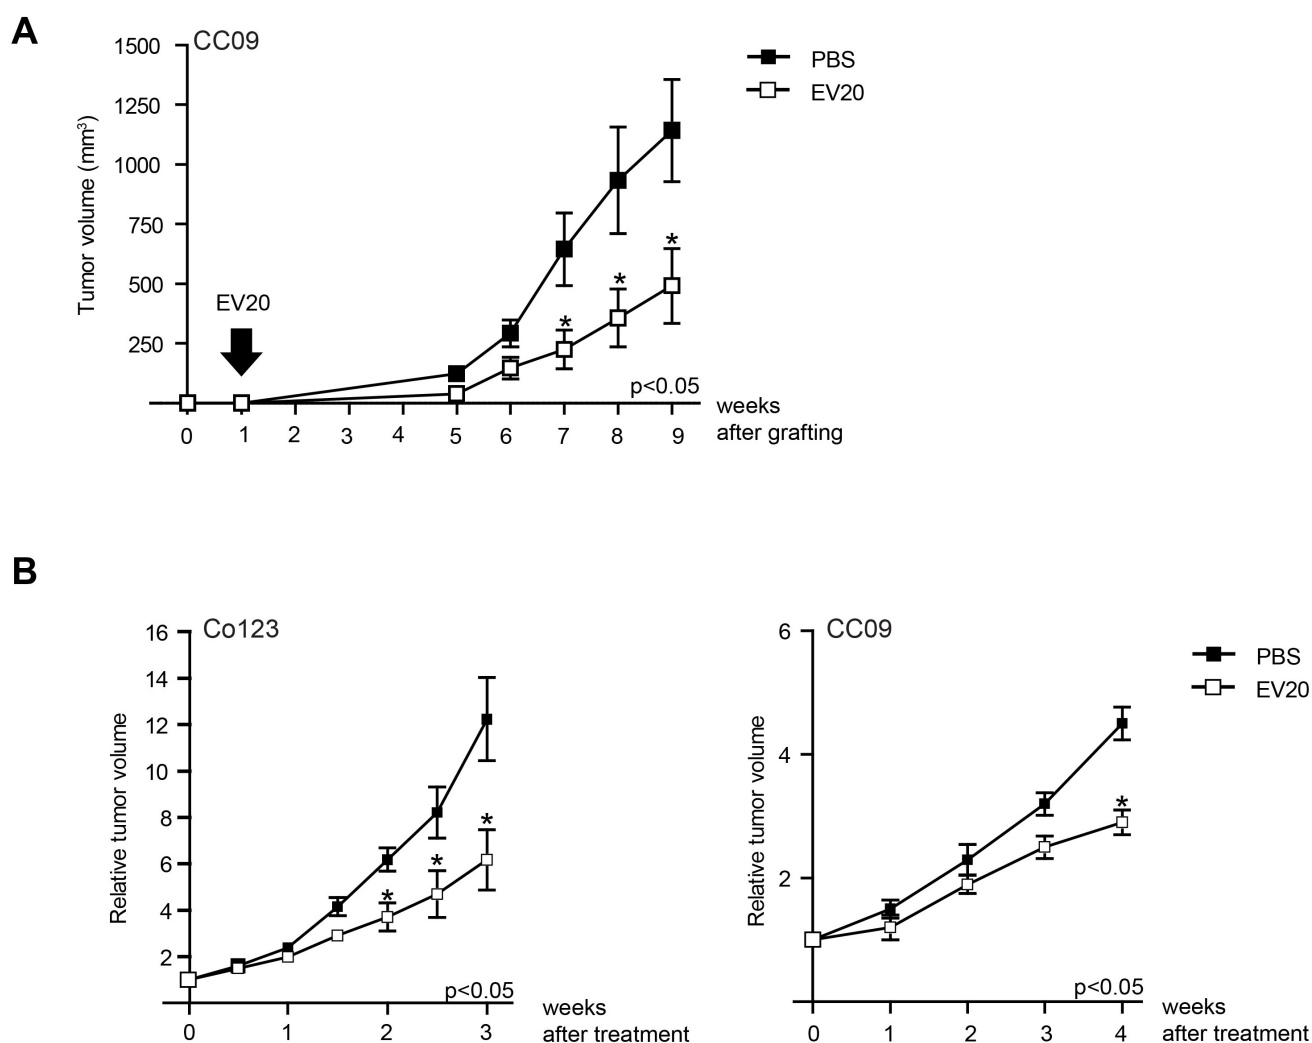 A
CC09
1500
1250
1000
750
500
250
Tumor volume (mm³)
EV20
PBS
EV20
*
*
*
p<0.05
0 1 2 3 4 5 6 7 8 9
weeks
after grafting
B
Co123
16
14
12
10
8
6
4
2
Relative tumor volume
*
*
*
p<0.05
0 1 2 3
weeks
after treatment
CC09
6
4
2
Relative tumor volume
PBS
EV20
*
p<0.05
0 1 2 3 4
weeks
after treatment